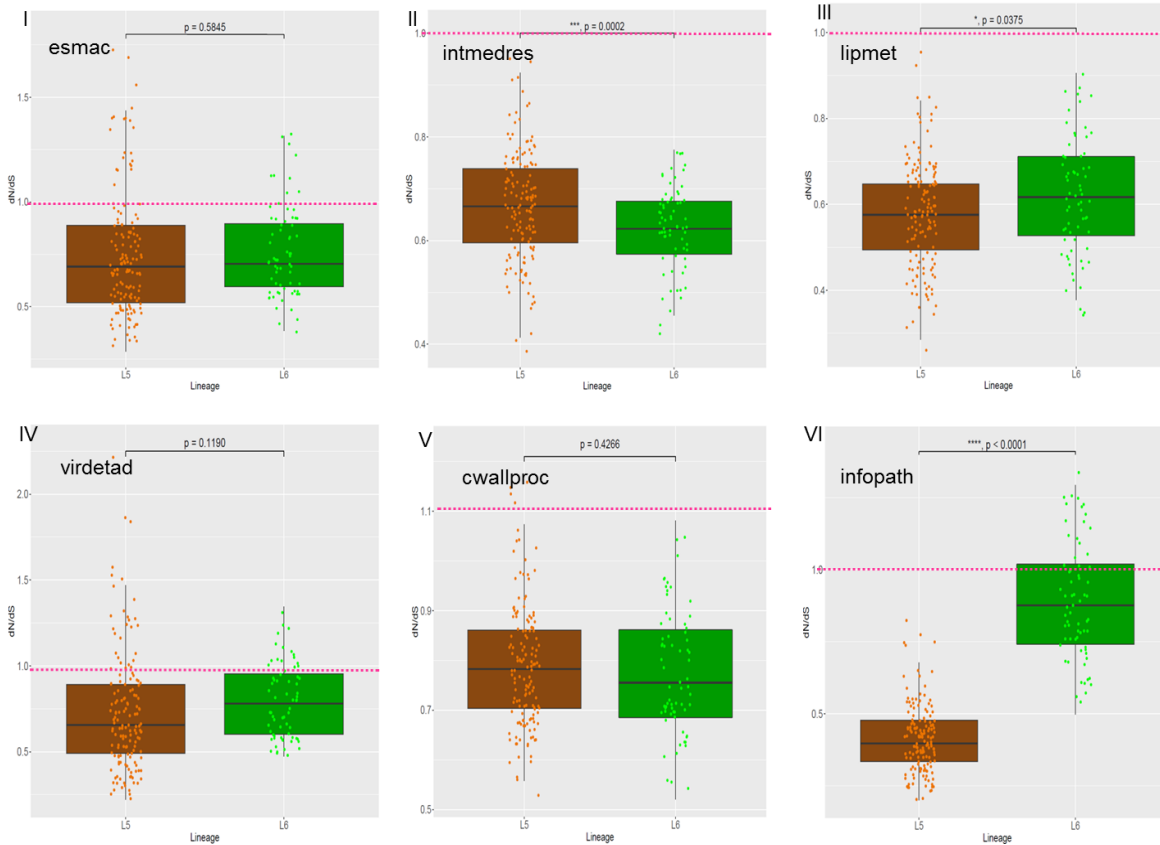 I
esmac
p = 0.5845
1.5
1.0
0.5
dN/dS
L5
L6
Lineage
II
intmedres
***, p = 0.0002
1.0
0.8
0.6
0.4
dN/dS
L5
L6
Lineage
III
lipmet
*, p = 0.0375
1.0
0.8
0.6
0.4
dN/dS
L5
L6
Lineage
IV
virdetad
p = 0.1190
2.0
1.5
1.0
0.5
dN/dS
L5
L6
Lineage
V
cwallproc
p = 0.4266
1.1
0.9
0.7
0.5
dN/dS
L5
L6
Lineage
VI
infopath
****, p < 0.0001
1.0
0.5
dN/dS
L5
L6
Lineage